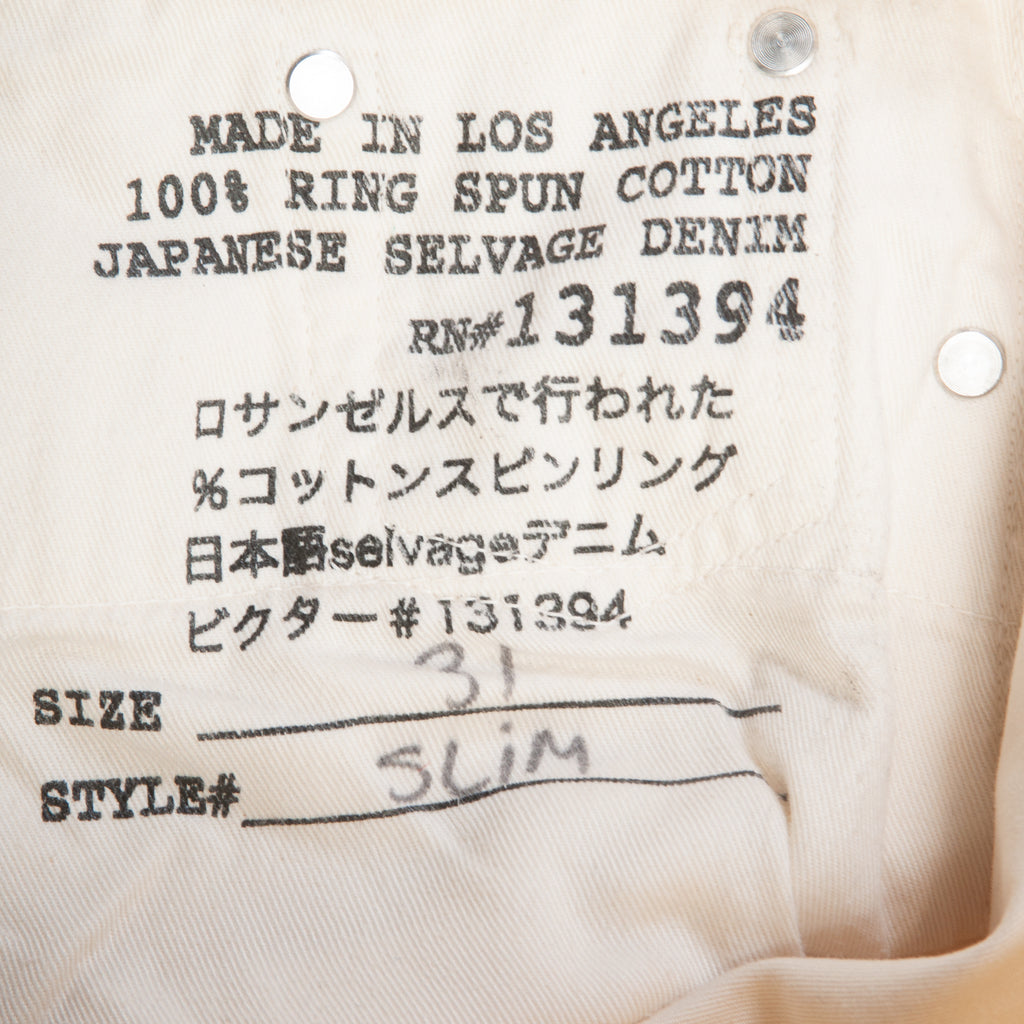 MADE IN LOS ANGELES
100% RING SPUN COTTON
JAPANESE SELVAGE DENIM
RN#131394
ロサンゼルスで行われた
%コットンスピンリング
日本語selvageデニム
ビクター#131394
SIZE 31
STYLE# SLiM